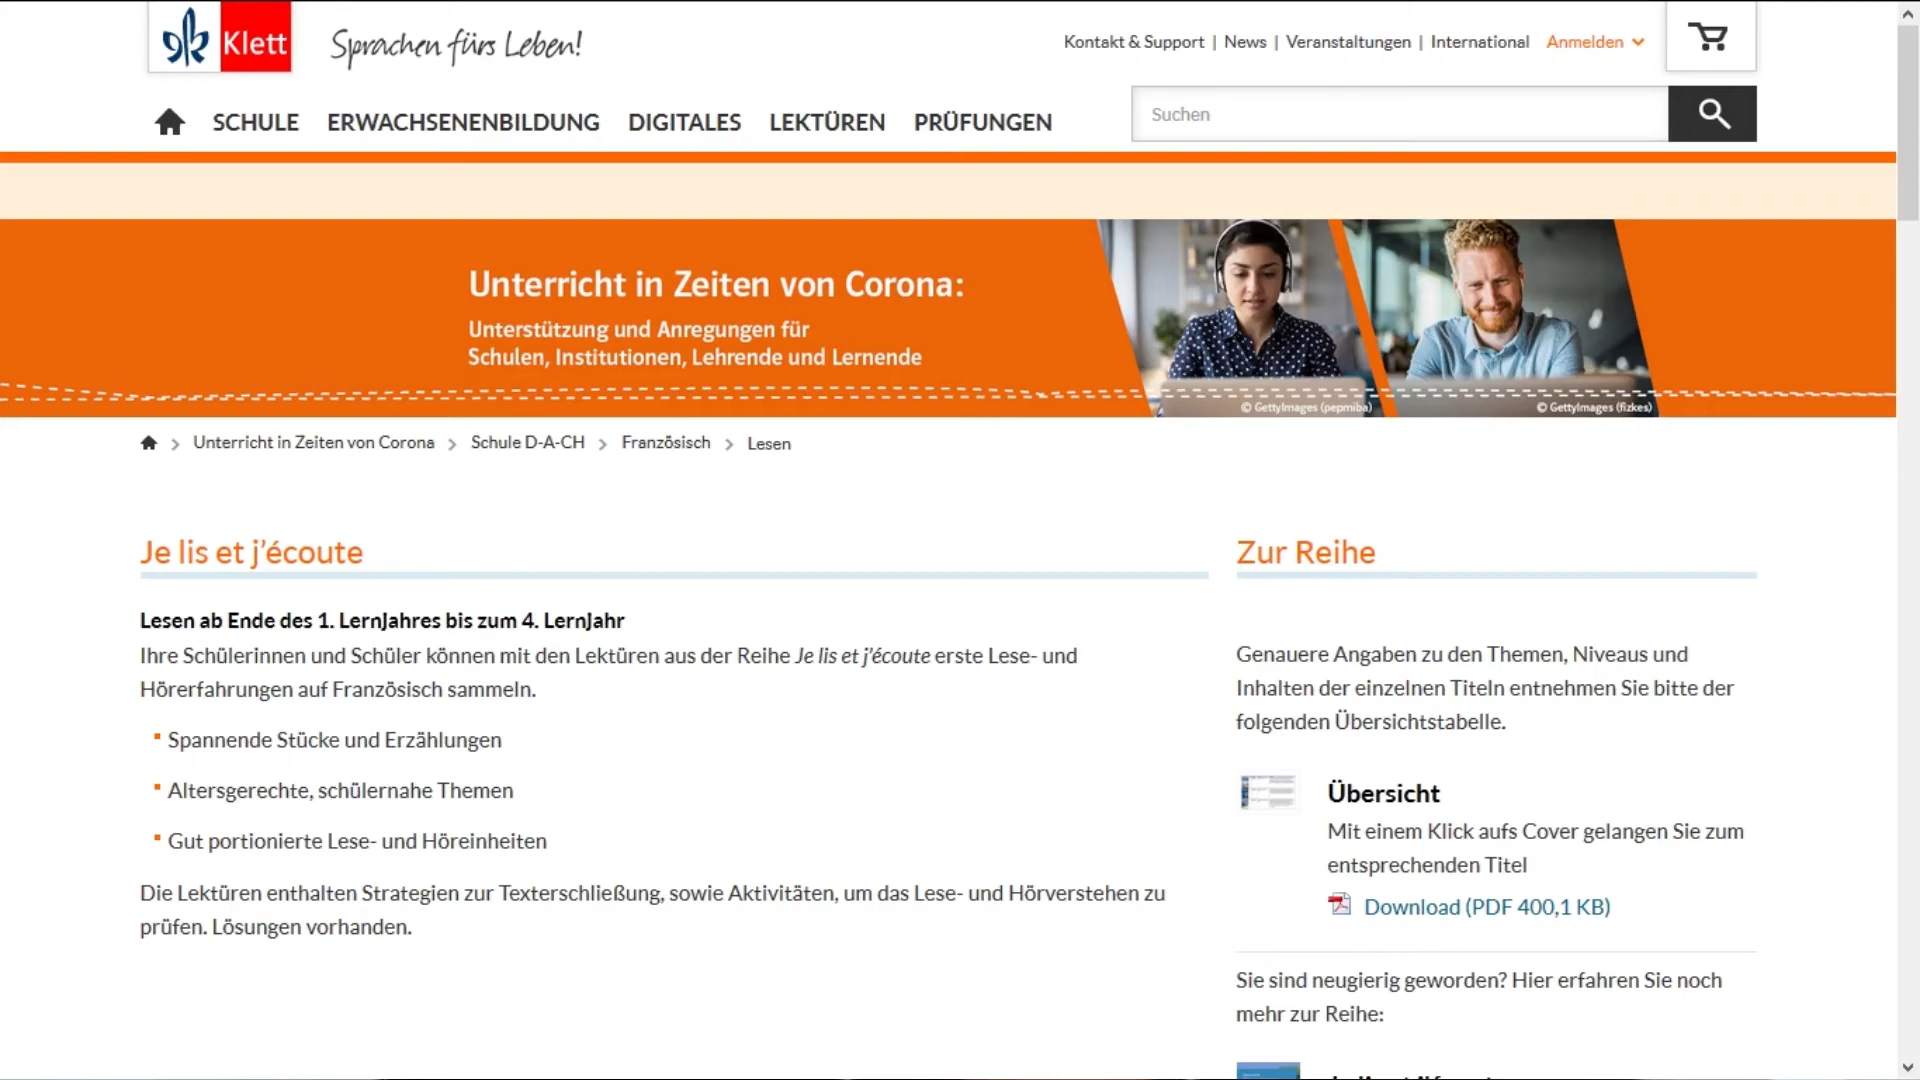 Klett
Sprachen fürs Leben!
Kontakt & Support | News | Veranstaltungen | International Anmelden
SCHULE ERWACHSENENBILDUNG DIGITALES LEKTÜREN PRÜFUNGEN
Suchen
Unterricht in Zeiten von Corona:
Unterstützung und Anregungen für
Schulen, Institutionen, Lehrende und Lernende
© GettyImages (pepmiba)
© GettyImages (fizkes)
Unterricht in Zeiten von Corona > Schule D-A-CH > Französisch > Lesen
Je lis et j’écoute
Lesen ab Ende des 1. Lernjahres bis zum 4. Lernjahr
Ihre Schülerinnen und Schüler können mit den Lektüren aus der Reihe Je lis et j’écoute erste Lese- und
Hörerfahrungen auf Französisch sammeln.
Spannende Stücke und Erzählungen
Altersgerechte, schülernahe Themen
Gut portionierte Lese- und Höreinheiten
Die Lektüren enthalten Strategien zur Texterschließung, sowie Aktivitäten, um das Lese- und Hörverstehen zu
prüfen. Lösungen vorhanden.
Zur Reihe
Genauere Angaben zu den Themen, Niveaus und
Inhalten der einzelnen Titeln entnehmen Sie bitte der
folgenden Übersichtstabelle.
Übersicht
Mit einem Klick aufs Cover gelangen Sie zum
entsprechenden Titel
Download (PDF 400,1 KB)
Sie sind neugierig geworden? Hier erfahren Sie noch
mehr zur Reihe: